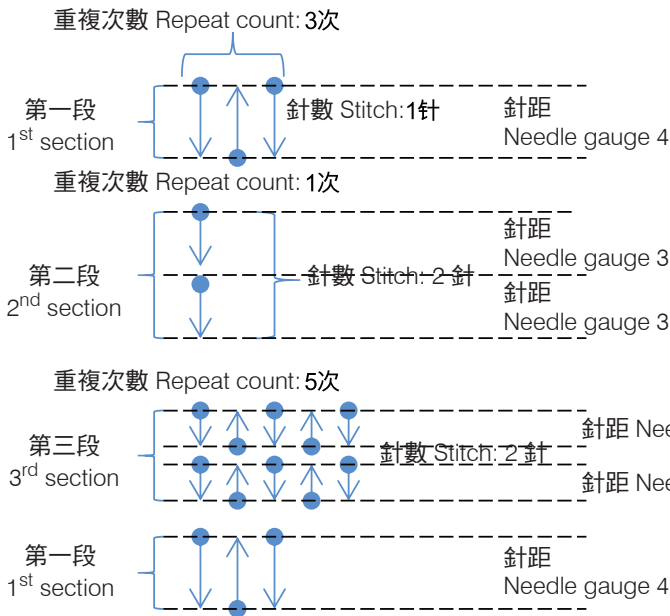 重複次數 Repeat count: 3次
第一段
1st section
針數 Stitch:1针
針距
Needle gauge 4
重複次數 Repeat count: 1次
第二段
2nd section
針數 Stitch: 2 針
針距
Needle gauge 3
針距
Needle gauge 3
重複次數 Repeat count: 5次
第三段
3rd section
針數 Stitch: 2 針
針距 Nee
針距 Nee
第一段
1st section
針距
Needle gauge 4